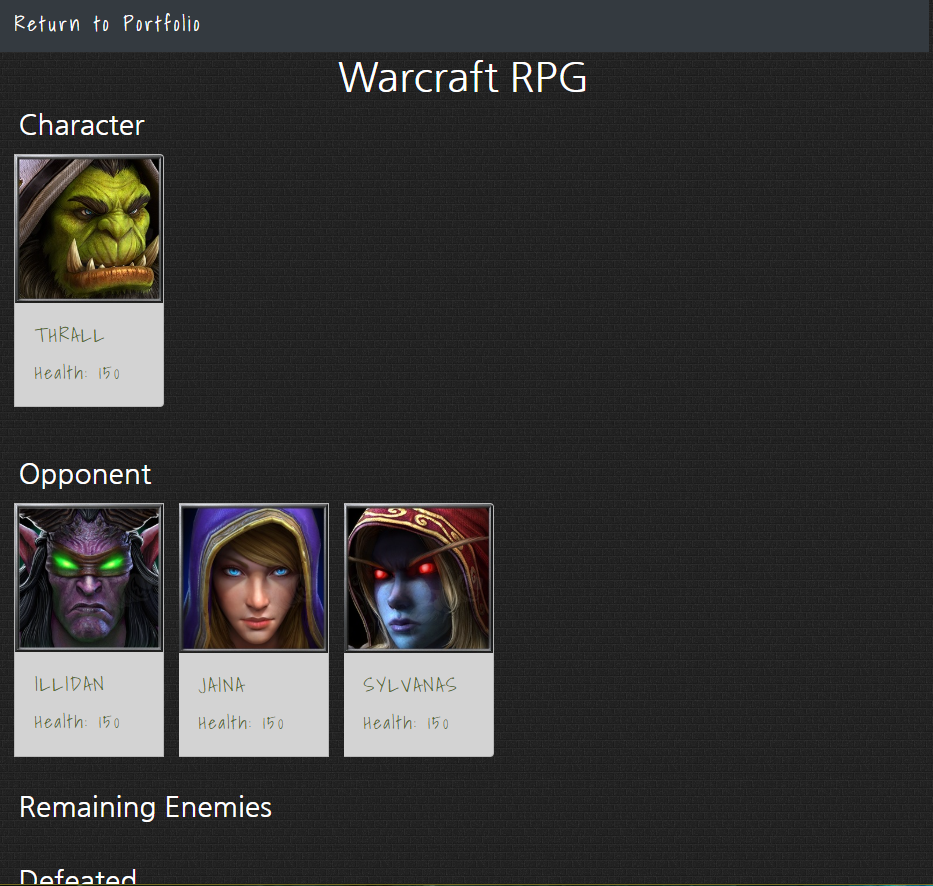 Return to Portfolio
Warcraft RPG
Character
THRALL
Health: 150
Opponent
ILLIDAN
Health: 150
JAINA
Health: 150
SYLVANAS
Health: 150
Remaining Enemies
Defeated